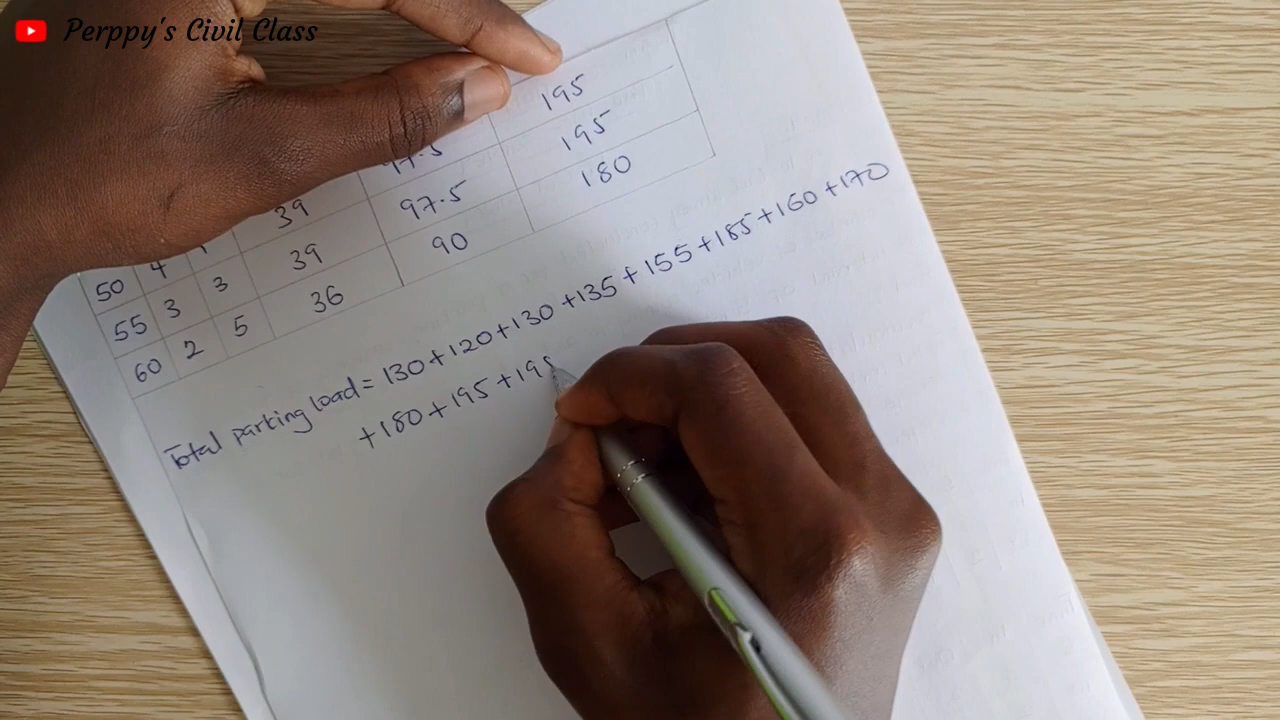 Perppy's Civil Class
195
97.5 195
39 97.5 180
50 4 39 90
55 3 3 36
60 2 5
Total parking load = 130 + 120 + 130 + 135 + 155 + 185 + 160 + 170
+ 180 + 195 + 195